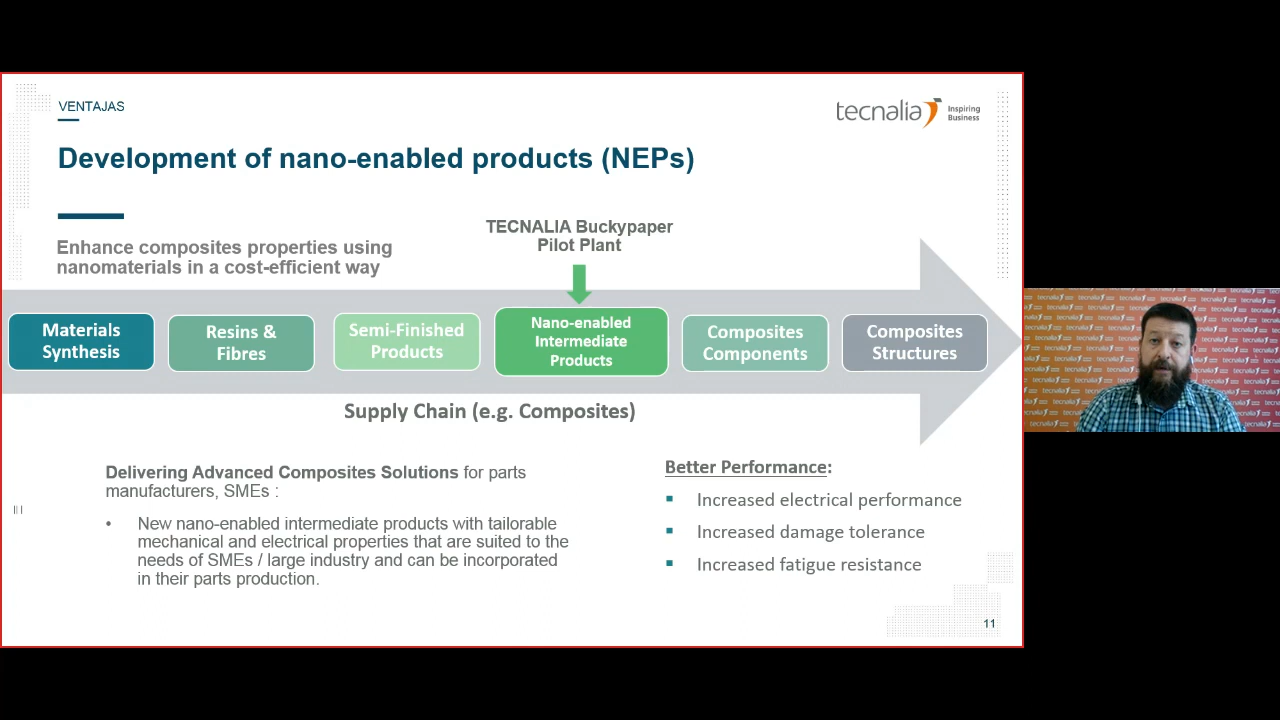 VENTAJAS
tecnalia Inspiring
Business
Development of nano-enabled products (NEPs)
Enhance composites properties using
nanomaterials in a cost-efficient way
TECNALIA Buckypaper
Pilot Plant
Materials
Synthesis
Resins &
Fibres
Semi-Finished
Products
Nano-enabled
Intermediate
Products
Composites
Components
Composites
Structures
Supply Chain (e.g. Composites)
Delivering Advanced Composites Solutions for parts
manufacturers, SMEs :
• New nano-enabled intermediate products with tailorable
mechanical and electrical properties that are suited to the
needs of SMEs / large industry and can be incorporated
in their parts production.
Better Performance:
▪ Increased electrical performance
▪ Increased damage tolerance
▪ Increased fatigue resistance
11
tecnalia